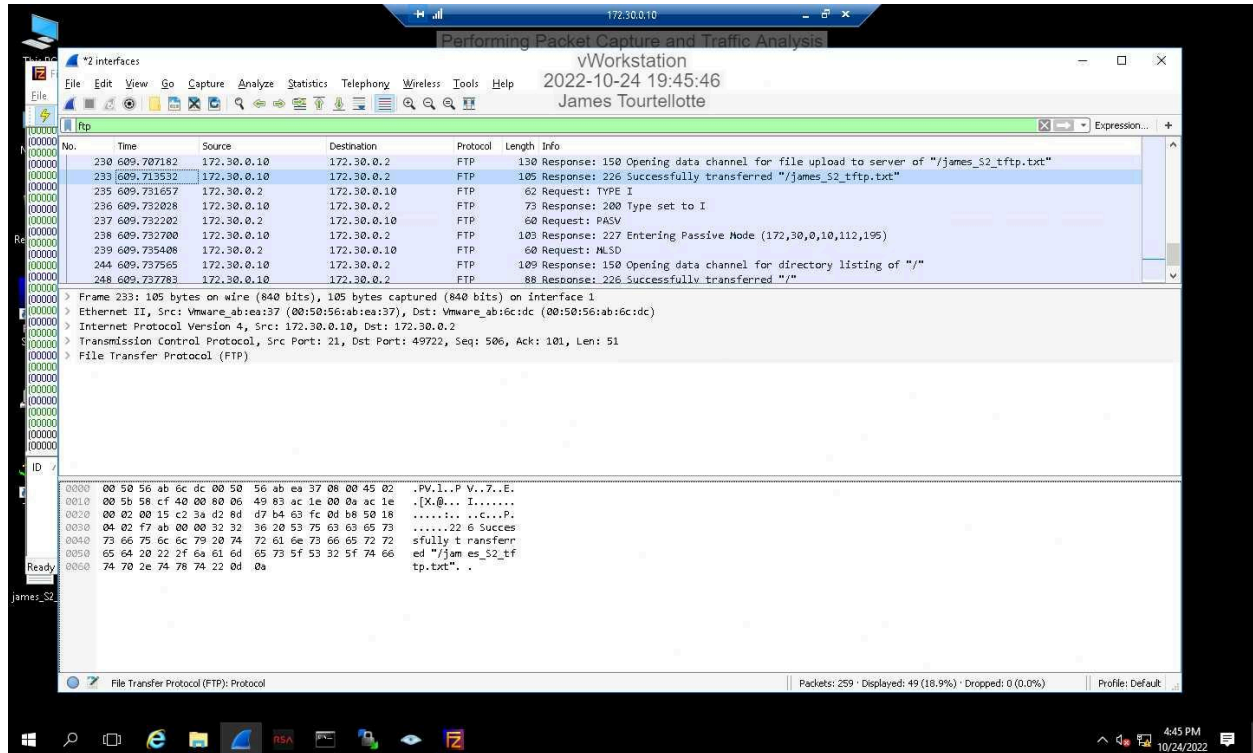 172.30.0.10
Performing Packet Capture and Traffic Analysis
vWorkstation
2022-10-24 19:45:46
James Tourtellotte
*2 interfaces
File Edit View Go Capture Analyze Statistics Telephony Wireless Tools Help
File
ftp
Expression... +
No. Time Source Destination Protocol Length Info
230 609.707182 172.30.0.10 172.30.0.2 FTP 130 Response: 150 Opening data channel for file upload to server of "/james_S2_tftp.txt"
233 609.713532 172.30.0.10 172.30.0.2 FTP 105 Response: 226 Successfully transferred "/james_S2_tftp.txt"
235 609.731657 172.30.0.2 172.30.0.10 FTP 62 Request: TYPE I
236 609.732028 172.30.0.10 172.30.0.2 FTP 73 Response: 200 Type set to I
237 609.732202 172.30.0.2 172.30.0.10 FTP 60 Request: PASV
238 609.732700 172.30.0.10 172.30.0.2 FTP 103 Response: 227 Entering Passive Mode (172,30,0,10,112,195)
239 609.735408 172.30.0.2 172.30.0.10 FTP 60 Request: MLSD
244 609.737565 172.30.0.10 172.30.0.2 FTP 109 Response: 150 Opening data channel for directory listing of "/"
248 609.737783 172.30.0.10 172.30.0.2 FTP 88 Response: 226 Successfully transferred "/"
> Frame 233: 105 bytes on wire (840 bits), 105 bytes captured (840 bits) on interface 1
> Ethernet II, Src: Vmware_ab:ea:37 (00:50:56:ab:ea:37), Dst: Vmware_ab:6c:dc (00:50:56:ab:6c:dc)
> Internet Protocol Version 4, Src: 172.30.0.10, Dst: 172.30.0.2
> Transmission Control Protocol, Src Port: 21, Dst Port: 49722, Seq: 506, Ack: 101, Len: 51
> File Transfer Protocol (FTP)
ID
0000 00 50 56 ab 6c dc 00 50 56 ab ea 37 08 00 45 02 .PV.l..P V..7..E.
0010 00 5b 58 cf 40 00 80 06 49 83 ac 1e 00 0a ac 1e .[X.@... I.......
0020 00 02 00 15 c2 3a d2 8d d7 b4 63 fc 0d b8 50 18 .....:.. ..c...P.
0030 04 02 f7 ab 00 00 32 32 36 20 53 75 63 63 65 73 ......22 6 Succes
0040 73 66 75 6c 6c 79 20 74 72 61 6e 73 66 65 72 72 sfully t ransferr
0050 65 64 20 22 2f 6a 61 6d 65 73 5f 53 32 5f 74 66 ed "/jam es_S2_tf
0060 74 70 2e 74 78 74 22 0d 0a tp.txt". .
Ready
james_S2_
File Transfer Protocol (FTP): Protocol
Packets: 259 · Displayed: 49 (18.9%) · Dropped: 0 (0.0%)
Profile: Default
RSA
4:45 PM
10/24/2022